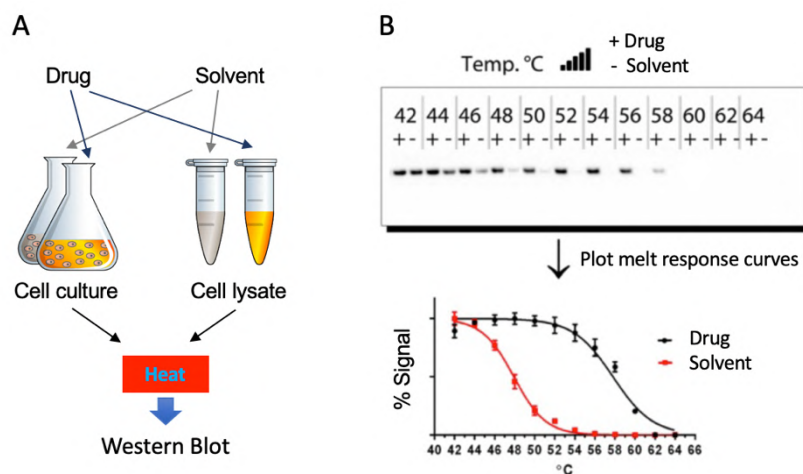 A
Drug
Solvent
Cell culture
Cell lysate
Heat
Western Blot
B
Temp. °C
+ Drug
- Solvent
42 44 46 48 50 52 54 56 58 60 62 64
+ - + - + - + - + - + - + - + - + - + - + - + -
Plot melt response curves
% Signal
Drug
Solvent
40 42 44 46 48 50 52 54 56 58 60 62 64 66
°C